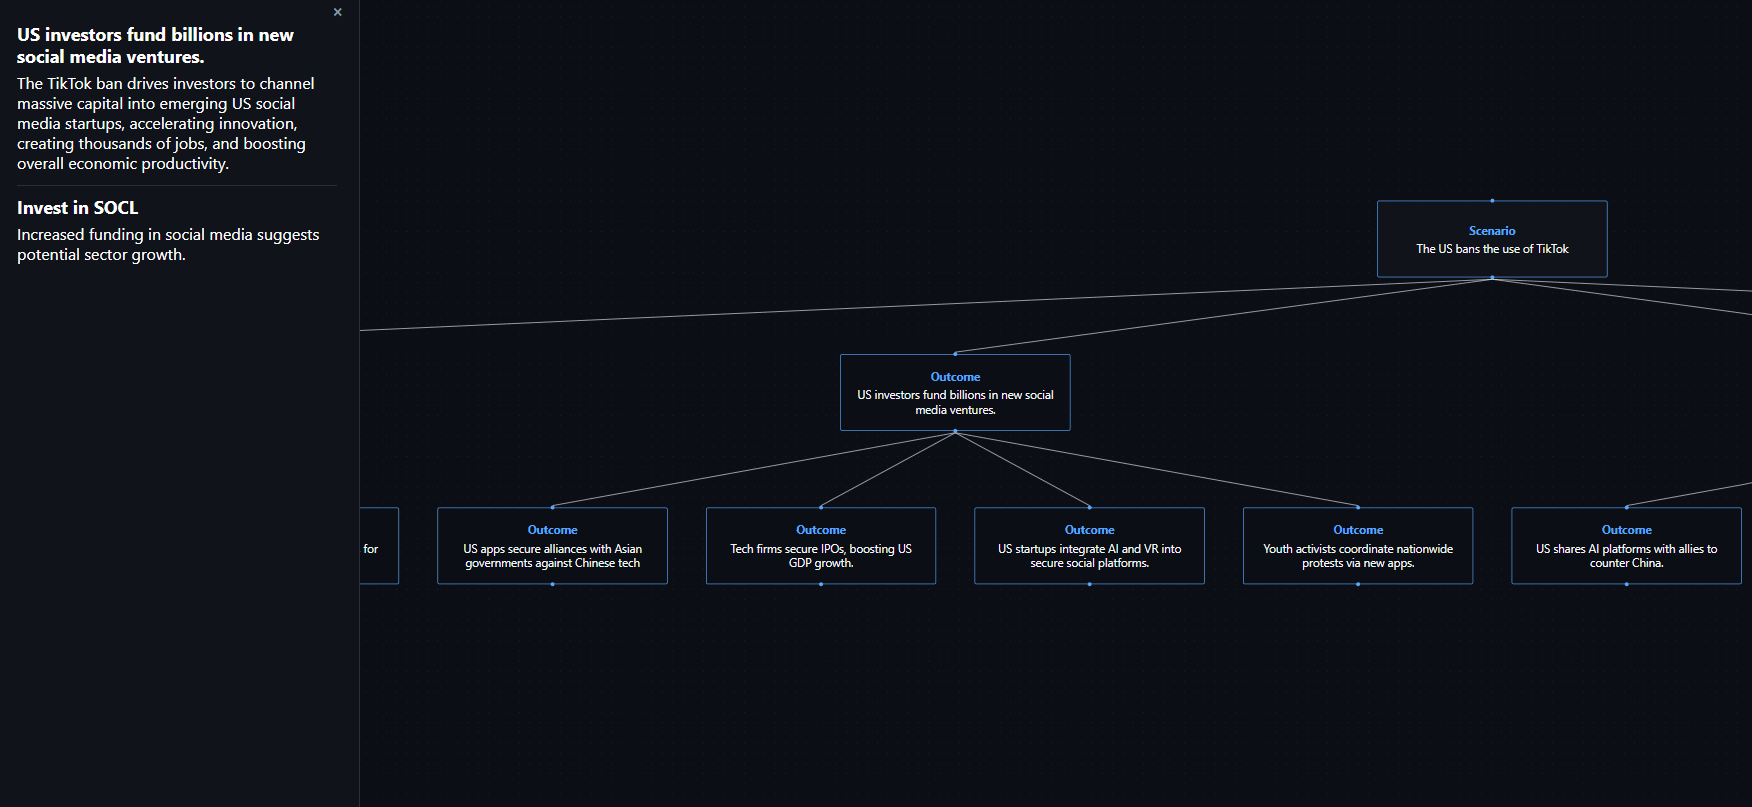 ×
US investors fund billions in new
social media ventures.
The TikTok ban drives investors to channel
massive capital into emerging US social
media startups, accelerating innovation,
creating thousands of jobs, and boosting
overall economic productivity.
Invest in SOCL
Increased funding in social media suggests
potential sector growth.
Scenario
The US bans the use of TikTok
Outcome
US investors fund billions in new social
media ventures.
for
Outcome
US apps secure alliances with Asian
governments against Chinese tech
Outcome
Tech firms secure IPOs, boosting US
GDP growth.
Outcome
US startups integrate AI and VR into
secure social platforms.
Outcome
Youth activists coordinate nationwide
protests via new apps.
Outcome
US shares AI platforms with allies to
counter China.